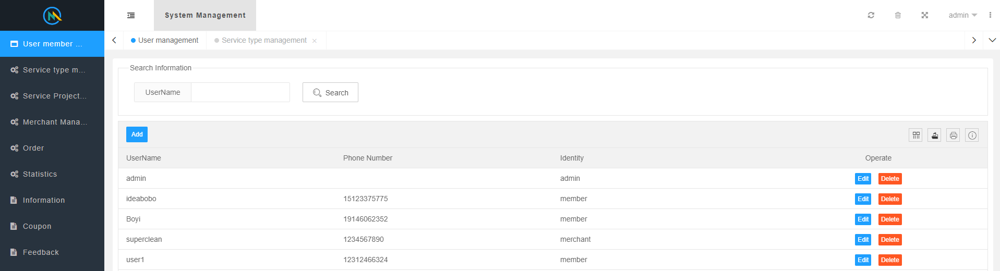 System Management
admin
User member ...
User management
Service type management
Service type m...
Service Project...
Merchant Mana...
Order
Statistics
Information
Coupon
Feedback
Search Information
UserName
Search
Add
UserName Phone Number Identity Operate
admin admin Edit Delete
ideabobo 15123375775 member Edit Delete
Boyi 19146062352 member Edit Delete
superclean 1234567890 merchant Edit Delete
user1 12312466324 member Edit Delete